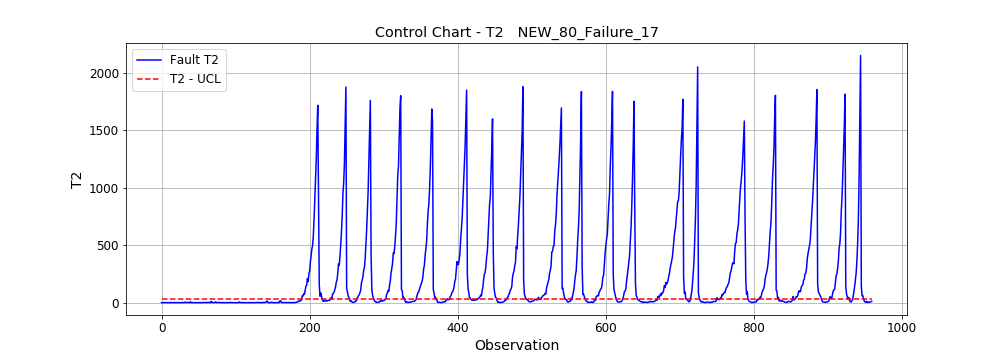 Control Chart - T2 NEW_80_Failure_17
Fault T2
T2 - UCL
T2
2000
1500
1000
500
0
0 200 400 600 800 1000
Observation